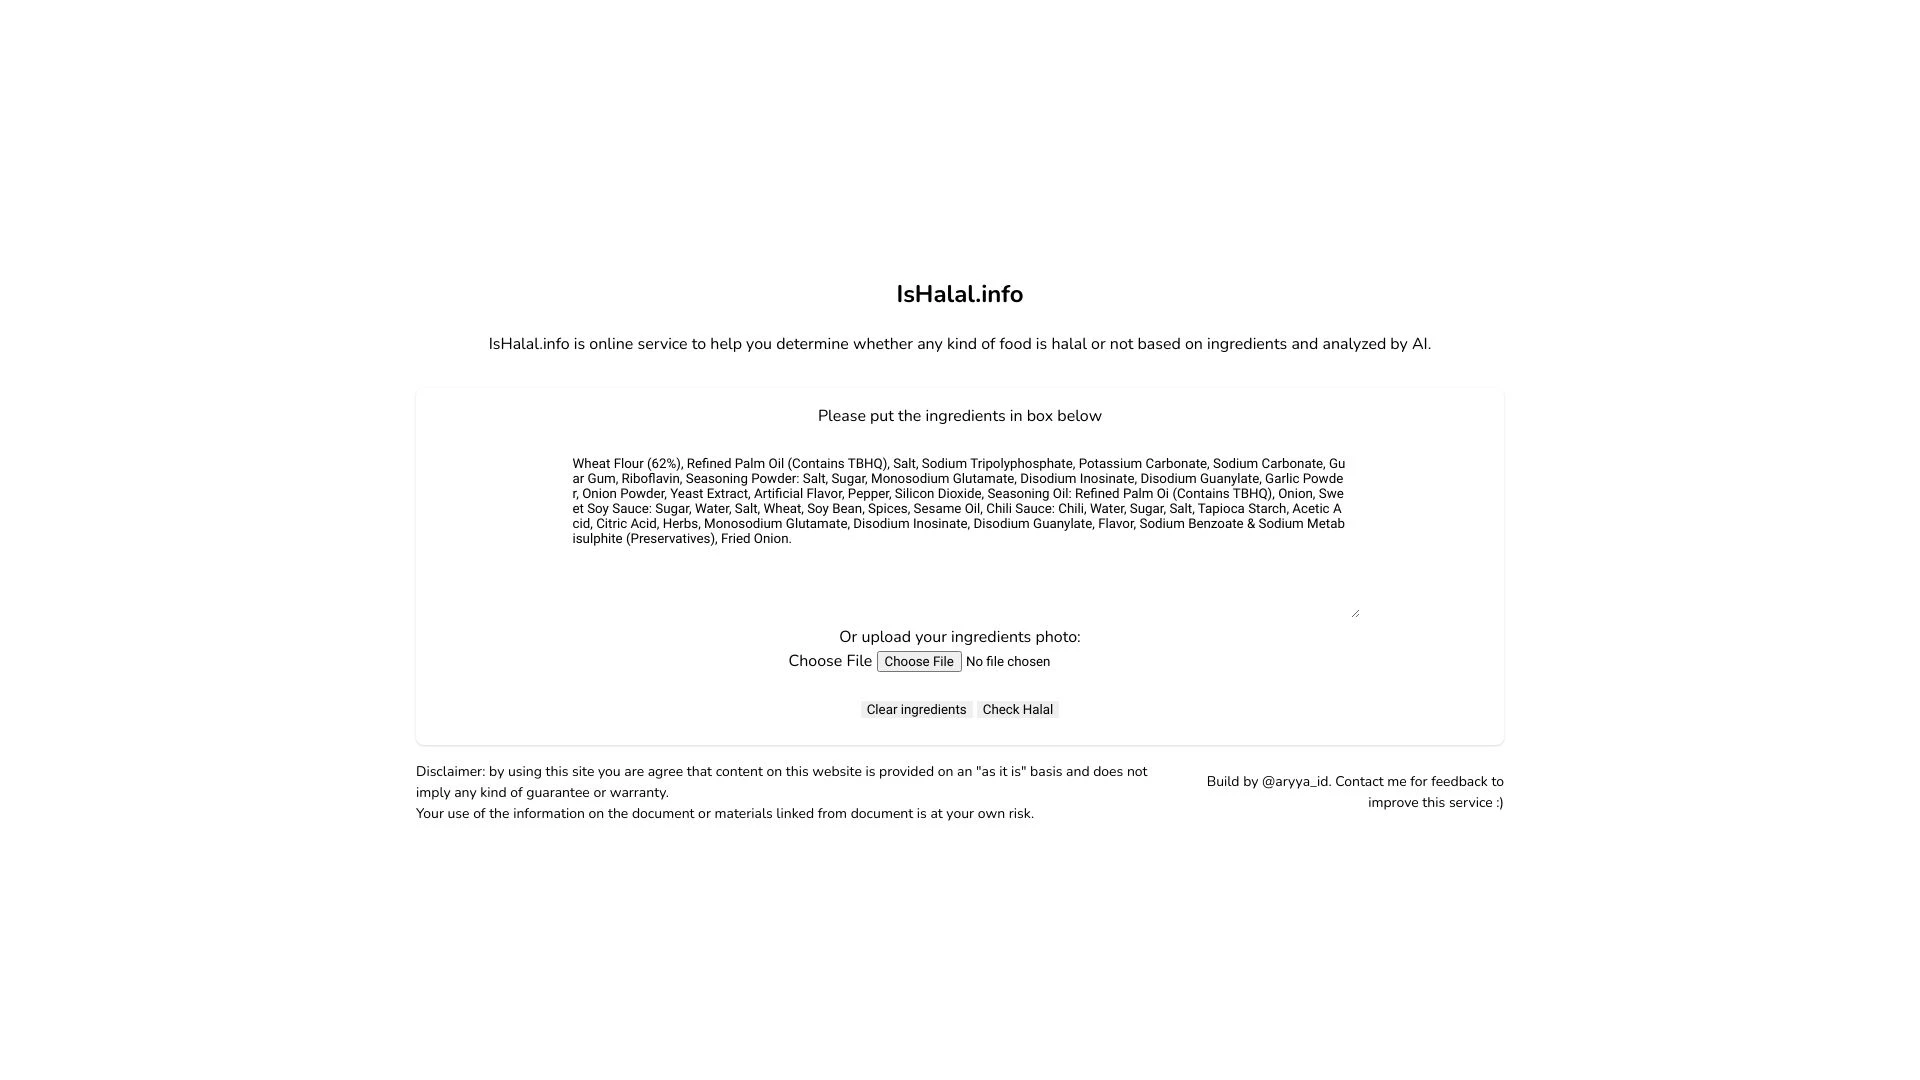 IsHalal.info
IsHalal.info is online service to help you determine whether any kind of food is halal or not based on ingredients and analyzed by AI.
Please put the ingredients in box below
Wheat Flour (62%), Refined Palm Oil (Contains TBHQ), Salt, Sodium Tripolyphosphate, Potassium Carbonate, Sodium Carbonate, Gu
ar Gum, Riboflavin, Seasoning Powder: Salt, Sugar, Monosodium Glutamate, Disodium Inosinate, Disodium Guanylate, Garlic Powde
r, Onion Powder, Yeast Extract, Artificial Flavor, Pepper, Silicon Dioxide, Seasoning Oil: Refined Palm Oi (Contains TBHQ), Onion, Swe
et Soy Sauce: Sugar, Water, Salt, Wheat, Soy Bean, Spices, Sesame Oil, Chili Sauce: Chili, Water, Sugar, Salt, Tapioca Starch, Acetic A
cid, Citric Acid, Herbs, Monosodium Glutamate, Disodium Inosinate, Disodium Guanylate, Flavor, Sodium Benzoate & Sodium Metab
isulphite (Preservatives), Fried Onion.
Or upload your ingredients photo:
Choose File Choose File No file chosen
Clear ingredients Check Halal
Disclaimer: by using this site you are agree that content on this website is provided on an "as it is" basis and does not
imply any kind of guarantee or warranty.
Your use of the information on the document or materials linked from document is at your own risk.
Build by @aryya_id. Contact me for feedback to
improve this service :)